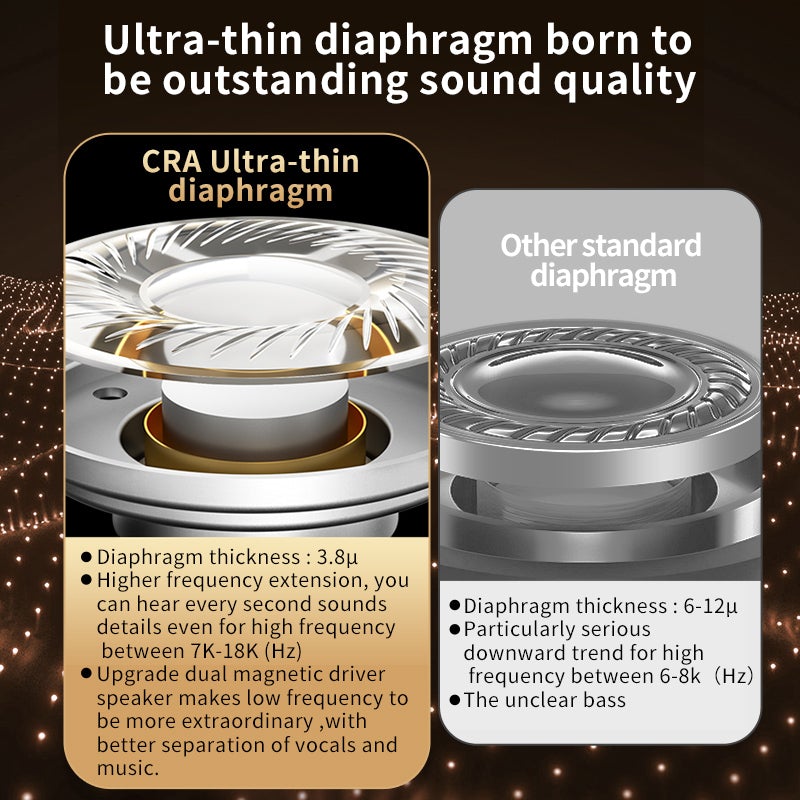 Ultra-thin diaphragm born to
be outstanding sound quality
CRA Ultra-thin
diaphragm
●Diaphragm thickness : 3.8μ
●Higher frequency extension, you
can hear every second sounds
details even for high frequency
between 7K-18K (Hz)
●Upgrade dual magnetic driver
speaker makes low frequency to
be more extraordinary ,with
better separation of vocals and
music.
Other standard
diaphragm
●Diaphragm thickness : 6-12μ
●Particularly serious
downward trend for high
frequency between 6-8k（Hz）
●The unclear bass